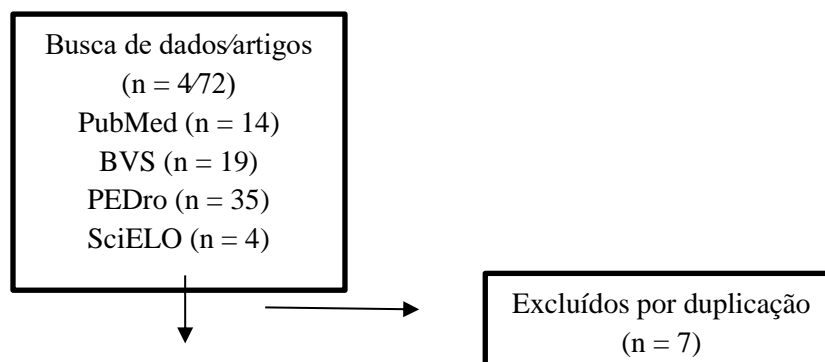 Busca de dados∕artigos
(n = 4∕72)
PubMed (n = 14)
BVS (n = 19)
PEDro (n = 35)
SciELO (n = 4)
Excluídos por duplicação
(n = 7)